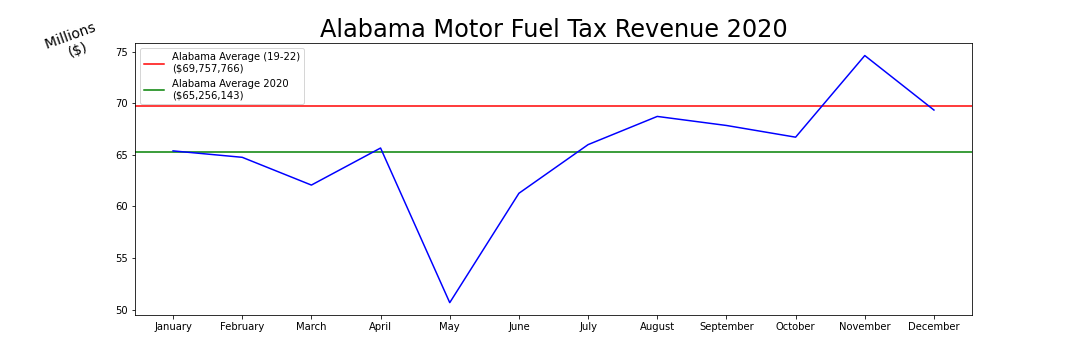 Alabama Motor Fuel Tax Revenue 2020
Millions
($)
Alabama Average (19-22)
($69,757,766)
Alabama Average 2020
($65,256,143)
75
70
65
60
55
50
January February March April May June July August September October November December